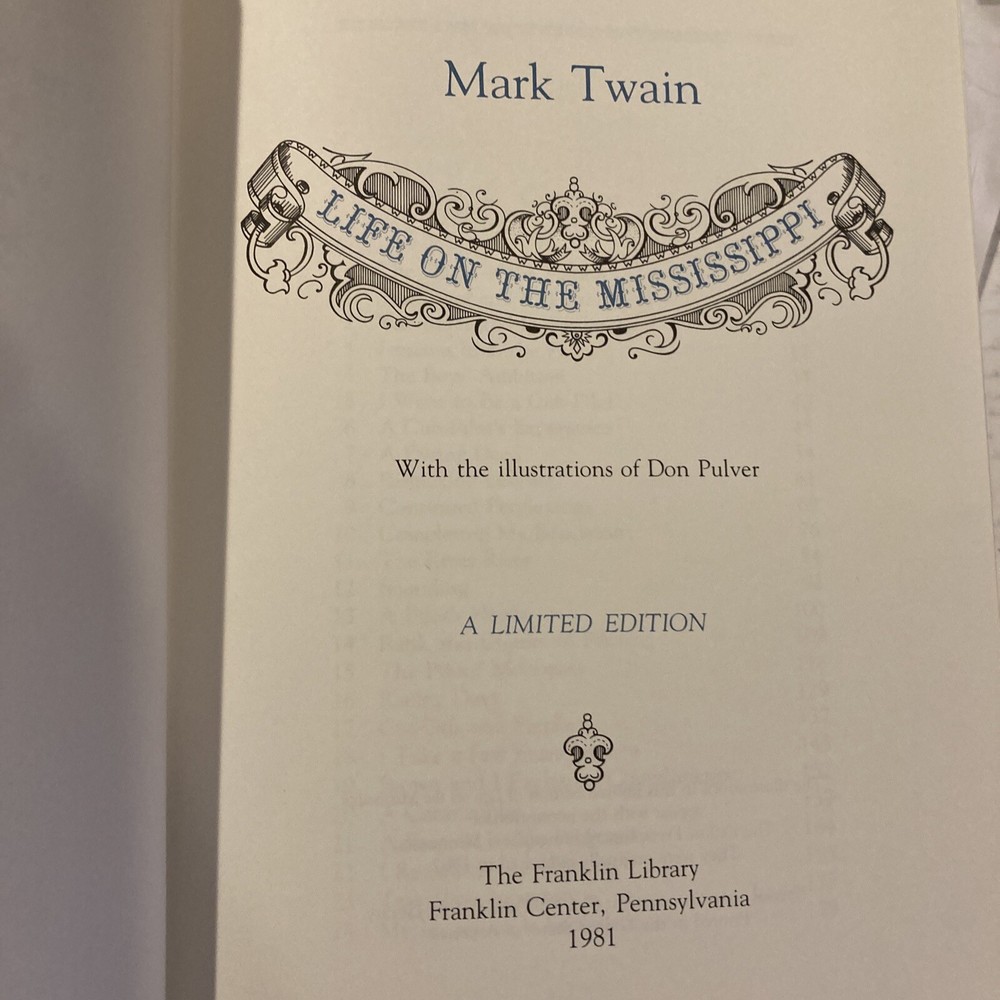 Mark Twain
LIFE ON THE MISSISSIPPI
With the illustrations of Don Pulver
A LIMITED EDITION
The Franklin Library
Franklin Center, Pennsylvania
1981